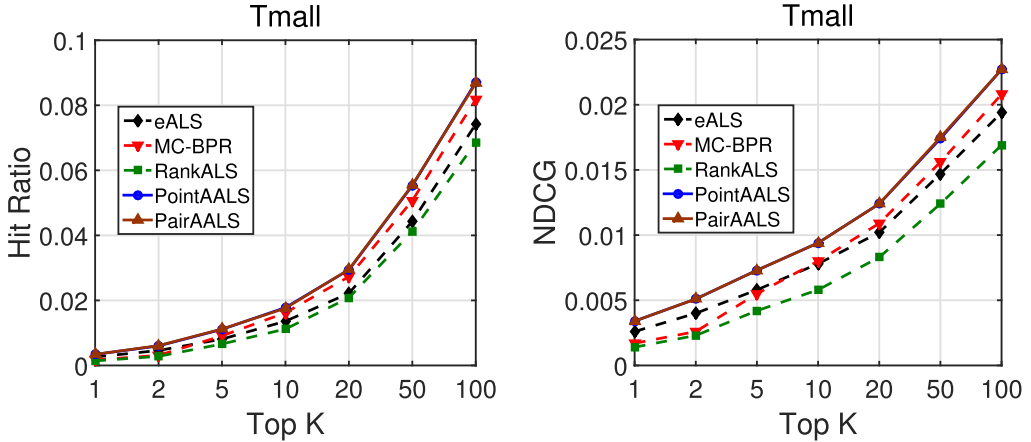 Tmall
0.1
0.08
0.06
0.04
0.02
0
Hit Ratio
eALS
MC-BPR
RankALS
PointAALS
PairAALS
1 2 5 10 20 50 100
Top K
Tmall
0.025
0.02
0.015
0.01
0.005
0
NDCG
eALS
MC-BPR
RankALS
PointAALS
PairAALS
1 2 5 10 20 50 100
Top K